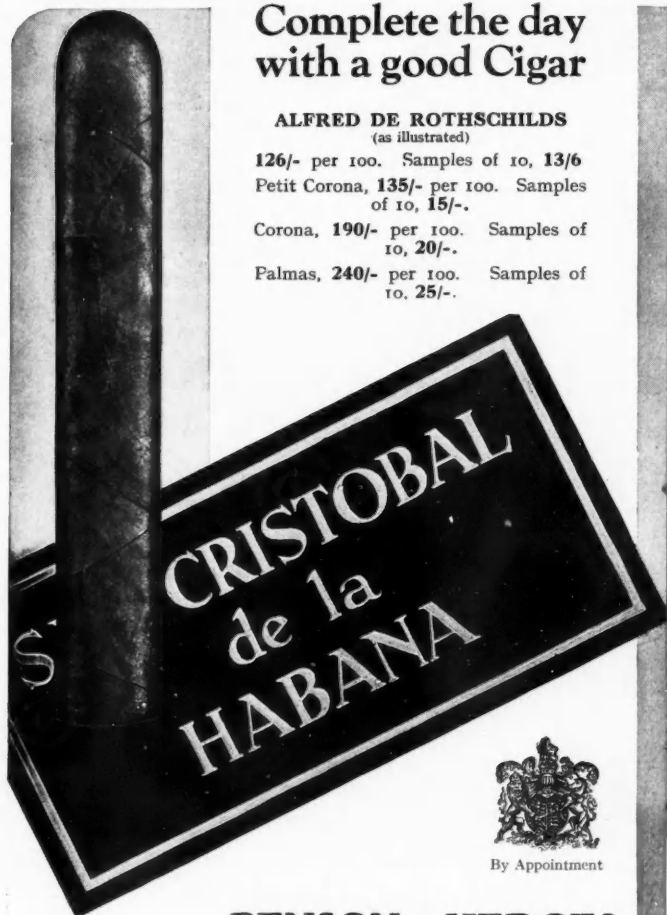 Complete the day
with a good Cigar
ALFRED DE ROTHSCHILDS
(as illustrated)
126/- per 100. Samples of 10, 13/6
Petit Corona, 135/- per 100. Samples
of 10, 15/-.
Corona, 190/- per 100. Samples of
10, 20/-.
Palmas, 240/- per 100. Samples of
10, 25/-.
S CRISTOBAL
de la
HABANA
By Appointment